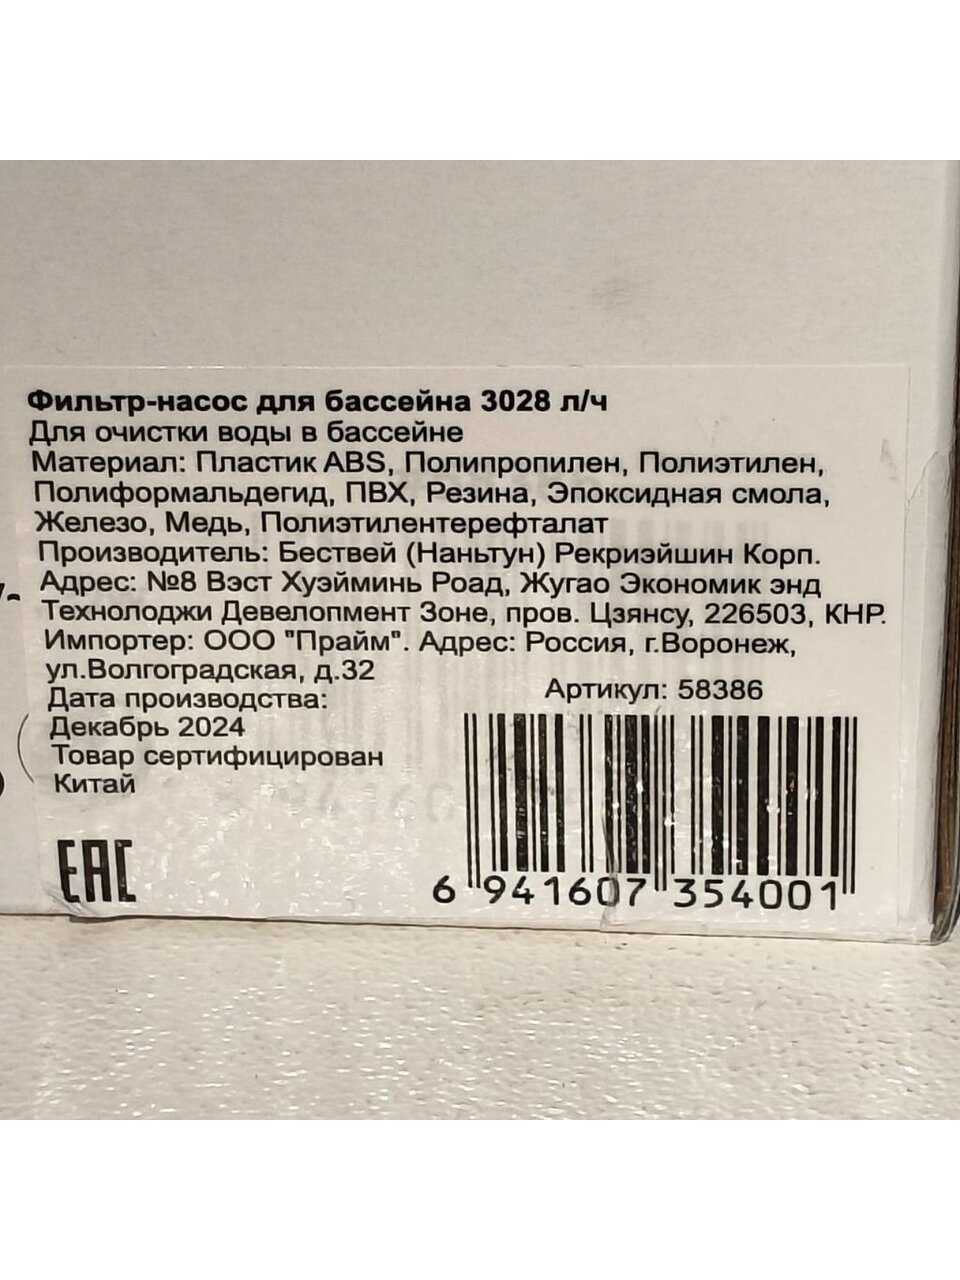 Фильтр-насос для бассейна 3028 л/ч
Для очистки воды в бассейне
Материал: Пластик ABS, Полипропилен, Полиэтилен,
Полиформальдегид, ПВХ, Резина, Эпоксидная смола,
Железо, Медь, Полиэтилентерефталат
Производитель: Бествей (Наньтун) Рекриэйшин Корп.
Адрес: №8 Вэст Хуэйминь Роад, Жугао Экономик энд
Технолоджи Девелопмент Зоне, пров. Цзянсу, 226503, КНР.
Импортер: ООО "Прайм". Адрес: Россия, г.Воронеж,
ул.Волгоградская, д.32
Дата производства:
Декабрь 2024
Товар сертифицирован
Китай
EAC
Артикул: 58386
6 941607 354001